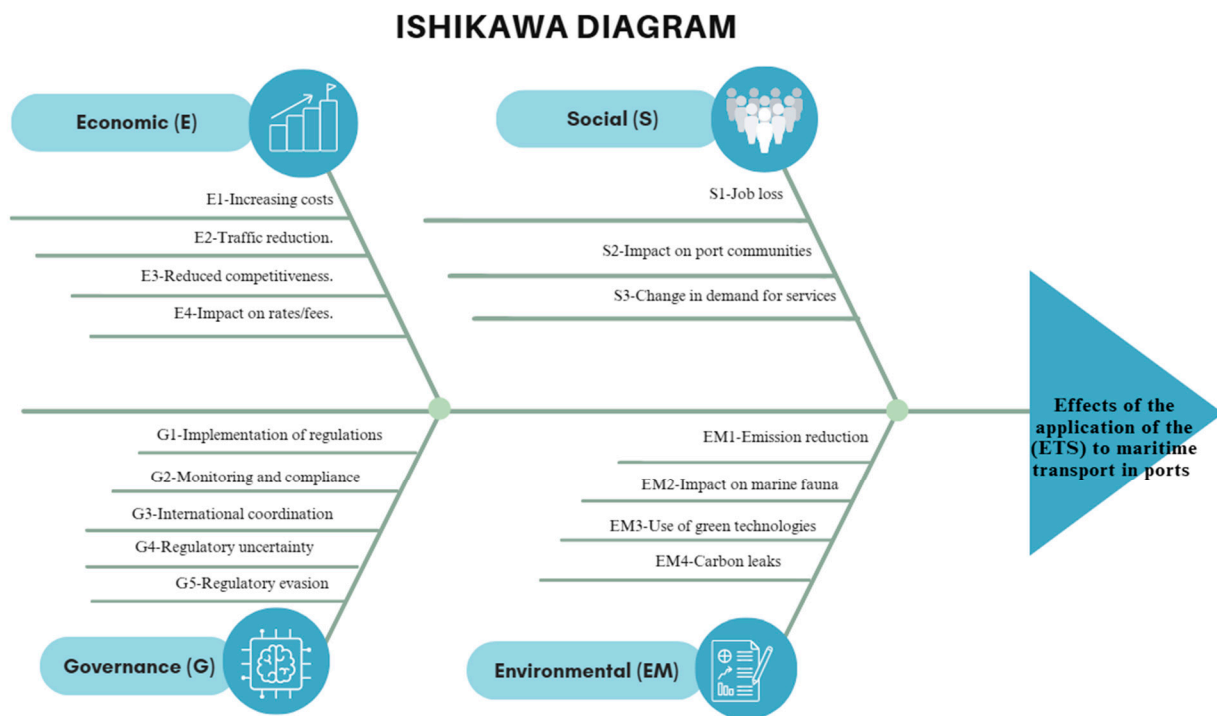 ISHIKAWA DIAGRAM
Economic (E)
E1-Increasing costs
E2-Traffic reduction.
E3-Reduced competitiveness.
E4-Impact on rates/fees.
Social (S)
S1-Job loss
S2-Impact on port communities
S3-Change in demand for services
G1-Implementation of regulations
G2-Monitoring and compliance
G3-International coordination
G4-Regulatory uncertainty
G5-Regulatory evasion
Governance (G)
EM1-Emission reduction
EM2-Impact on marine fauna
EM3-Use of green technologies
EM4-Carbon leaks
Environmental (EM)
Effects of the
application of the
(ETS) to maritime
transport in ports